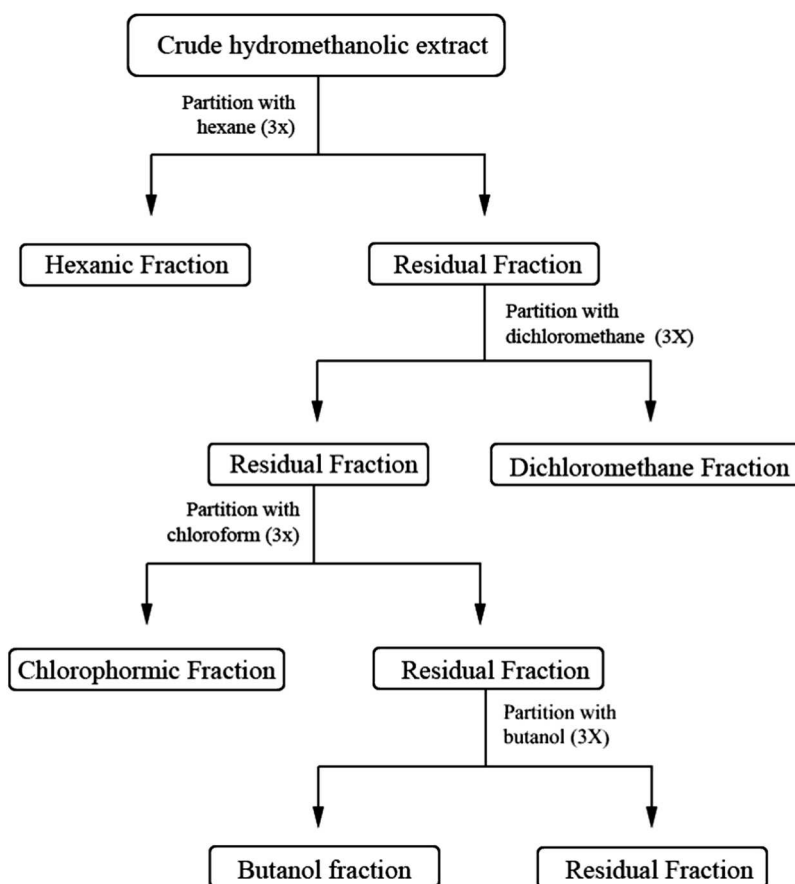 Crude hydromethanolic extract
Partition with
hexane (3x)
Hexanic Fraction
Residual Fraction
Partition with
dichloromethane (3X)
Residual Fraction
Dichloromethane Fraction
Partition with
chloroform (3x)
Chlorophormic Fraction
Residual Fraction
Partition with
butanol (3X)
Butanol fraction
Residual Fraction